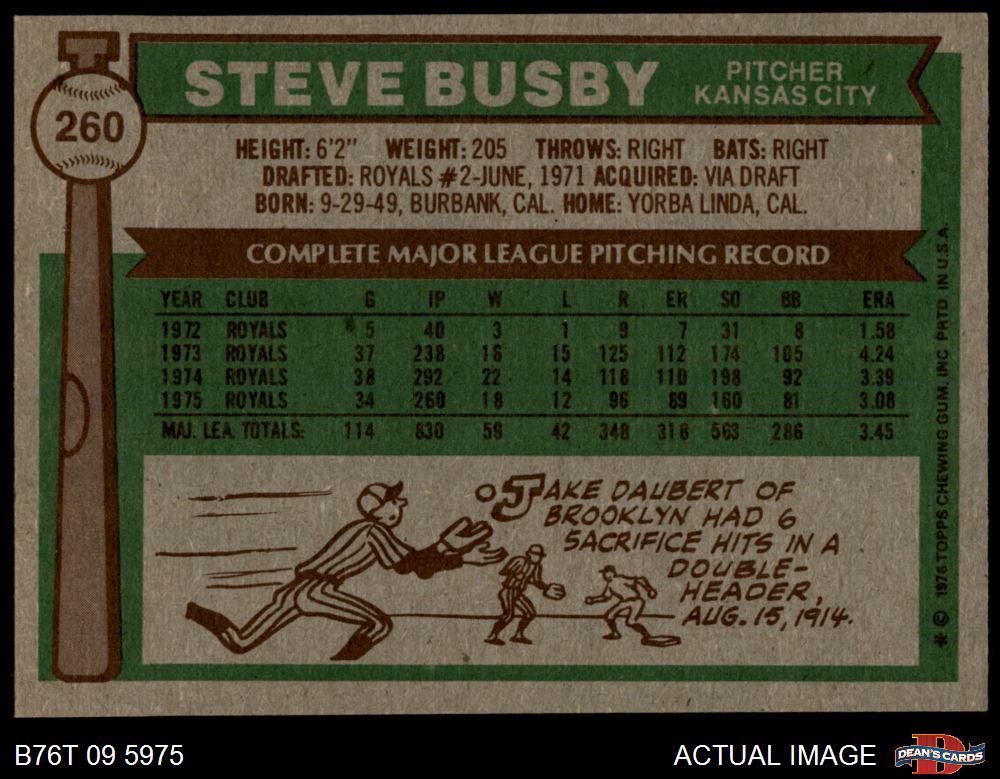 260
STEVE BUSBY
PITCHER
KANSAS CITY
HEIGHT: 6'2" WEIGHT: 205 THROWS: RIGHT BATS: RIGHT
DRAFTED: ROYALS #2-JUNE, 1971 ACQUIRED: VIA DRAFT
BORN: 9-29-49, BURBANK, CAL. HOME: YORBA LINDA, CAL.
COMPLETE MAJOR LEAGUE PITCHING RECORD
YEAR CLUB G IP W L R ER SO BB ERA
1972 ROYALS 5 40 3 1 9 7 31 8 1.58
1973 ROYALS 37 238 16 15 125 112 174 105 4.24
1974 ROYALS 38 292 22 14 118 110 198 92 3.39
1975 ROYALS 34 260 18 12 96 89 160 81 3.08
MAJ. LEA. TOTALS: 114 830 59 42 348 318 563 286 3.45
JAKE DAUBERT OF
BROOKLYN HAD 6
SACRIFICE HITS IN A
DOUBLE-
HEADER,
AUG. 15, 1914.
* © 1976 TOPPS CHEWING GUM, INC. PRTD. IN U.S.A.
B76T 09 5975
ACTUAL IMAGE
DEAN'S CARDS